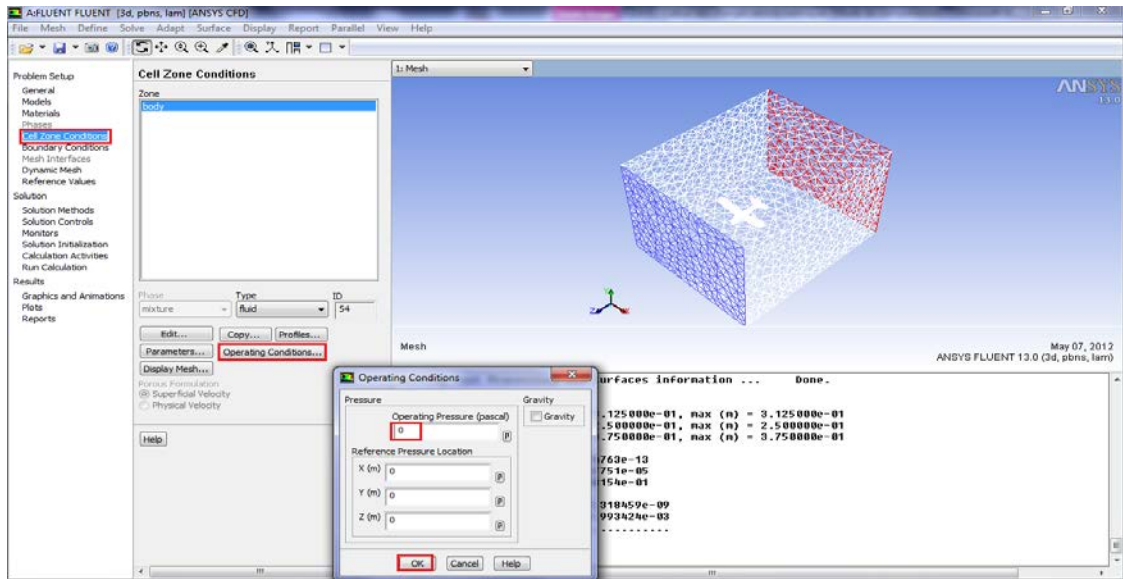 A:FLUENT FLUENT [3d, pbns, lam] [ANSYS CFD]
File Mesh Define Solve Adapt Surface Display Report Parallel View Help
Problem Setup
General
Models
Materials
Phases
Cell Zone Conditions
Boundary Conditions
Mesh Interfaces
Dynamic Mesh
Reference Values
Solution
Solution Methods
Solution Controls
Monitors
Solution Initialization
Calculation Activities
Run Calculation
Results
Graphics and Animations
Plots
Reports
Cell Zone Conditions
Zone
body
Phase Type ID
mixture fluid 54
Edit... Copy... Profiles...
Parameters... Operating Conditions...
Display Mesh...
Porous Formulation
Superficial Velocity
Physical Velocity
Help
1: Mesh
ANSYS
13.0
Y
Z X
Mesh
May 07, 2012
ANSYS FLUENT 13.0 (3d, pbns, lam)
Operating Conditions
Pressure
Operating Pressure (pascal)
0
P
Reference Pressure Location
X (m) 0 P
Y (m) 0 P
Z (m) 0 P
Gravity
Gravity
OK Cancel Help
urfaces information ... Done.
.125000e-01, max (m) = 3.125000e-01
.500000e-01, max (m) = 2.500000e-01
.750000e-01, max (m) = 3.750000e-01
763e-13
751e-05
154e-01
318459e-09
993424e-03
----------